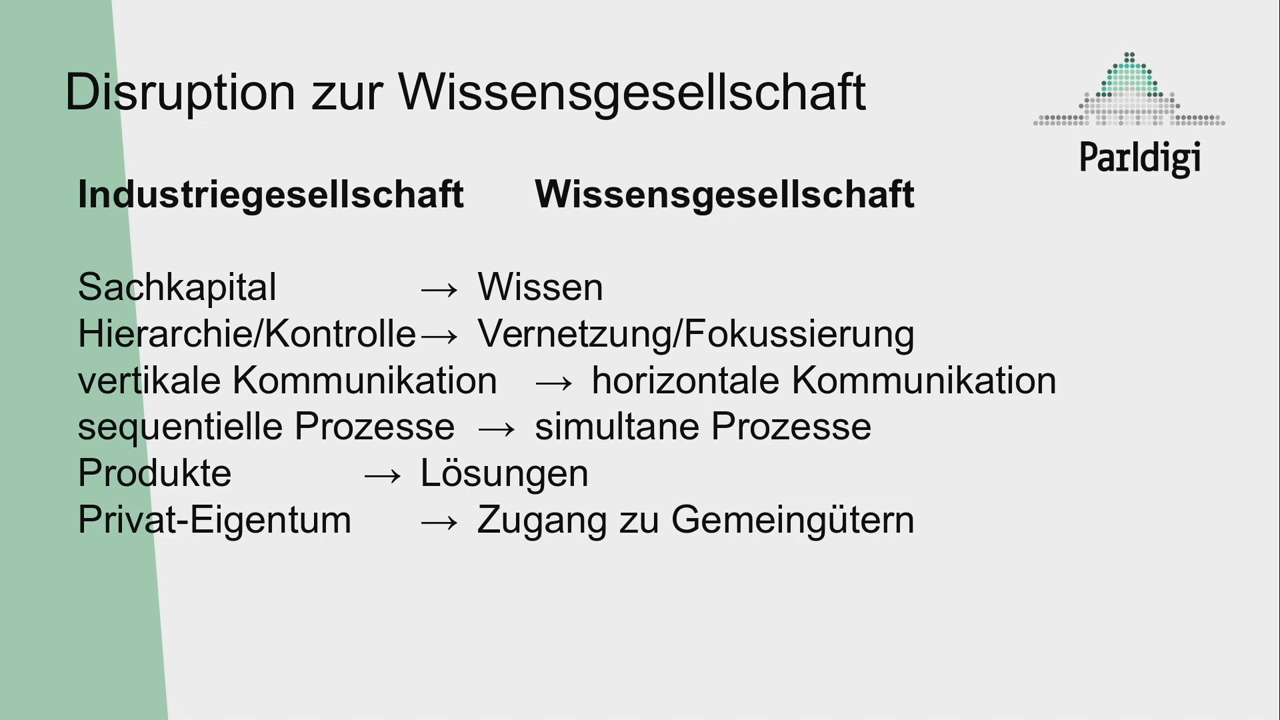 Disruption zur Wissensgesellschaft
Parldigi
Industriegesellschaft Wissensgesellschaft
Sachkapital → Wissen
Hierarchie/Kontrolle → Vernetzung/Fokussierung
vertikale Kommunikation → horizontale Kommunikation
sequentielle Prozesse → simultane Prozesse
Produkte → Lösungen
Privat-Eigentum → Zugang zu Gemeingütern